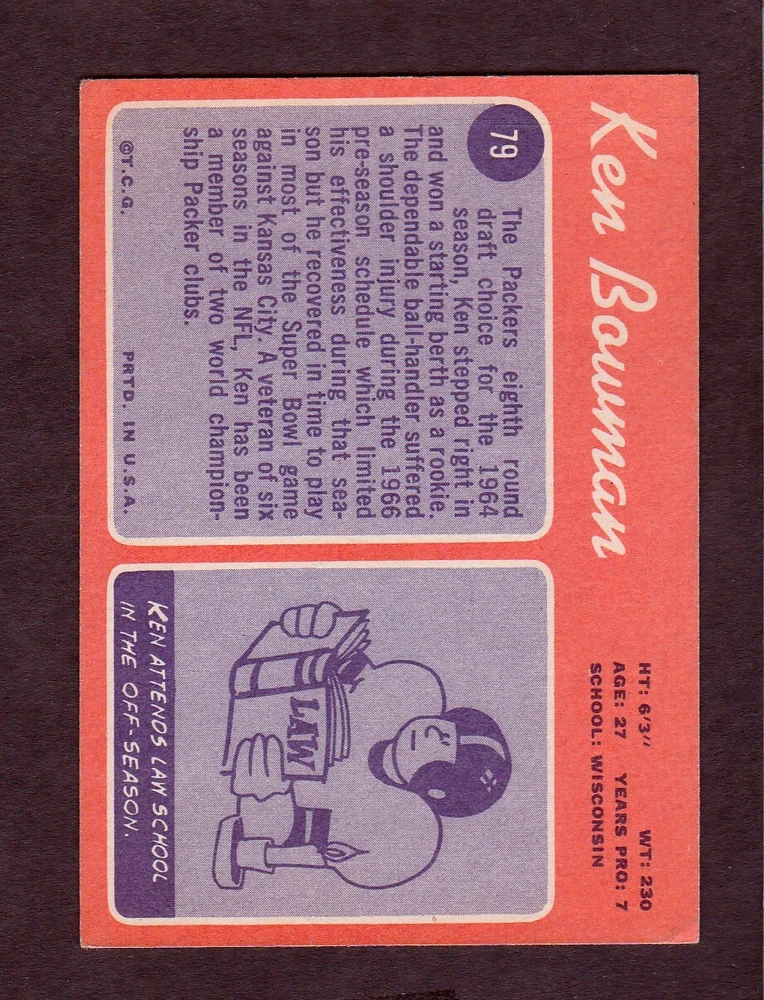 Ken Bowman
HT: 6'3" WT: 230
AGE: 27 YEARS PRO: 7
SCHOOL: WISCONSIN
79
The Packers eighth round
draft choice for the 1964
season, Ken stepped right in
and won a starting berth as a rookie.
The dependable ball-handler suffered
a shoulder injury during the 1966
pre-season schedule which limited
his effectiveness during that sea-
son but he recovered in time to play
in most of the Super Bowl game
against Kansas City. A veteran of six
seasons in the NFL, Ken has been
a member of two world champion-
ship Packer clubs.
©T.C.G. PRTD. IN U.S.A.
LAW
KEN ATTENDS LAW SCHOOL
IN THE OFF-SEASON.